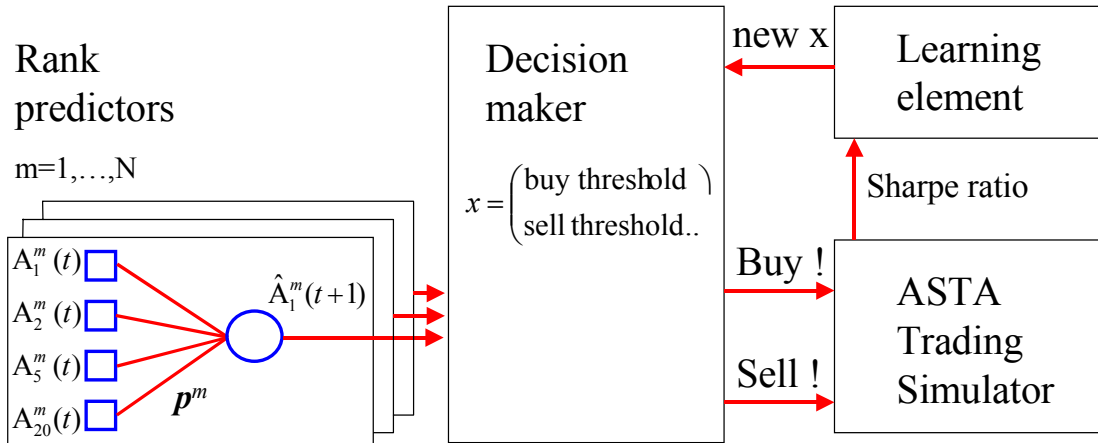 Rank
predictors
m=1,…,N
A₁ᵐ(t)
A₂ᵐ(t)
A₅ᵐ(t)
A₂₀ᵐ(t)
Â₁ᵐ(t+1)
pᵐ
Decision
maker
x = (buy threshold)
(sell threshold..
new x
Learning
element
Sharpe ratio
Buy !
Sell !
ASTA
Trading
Simulator